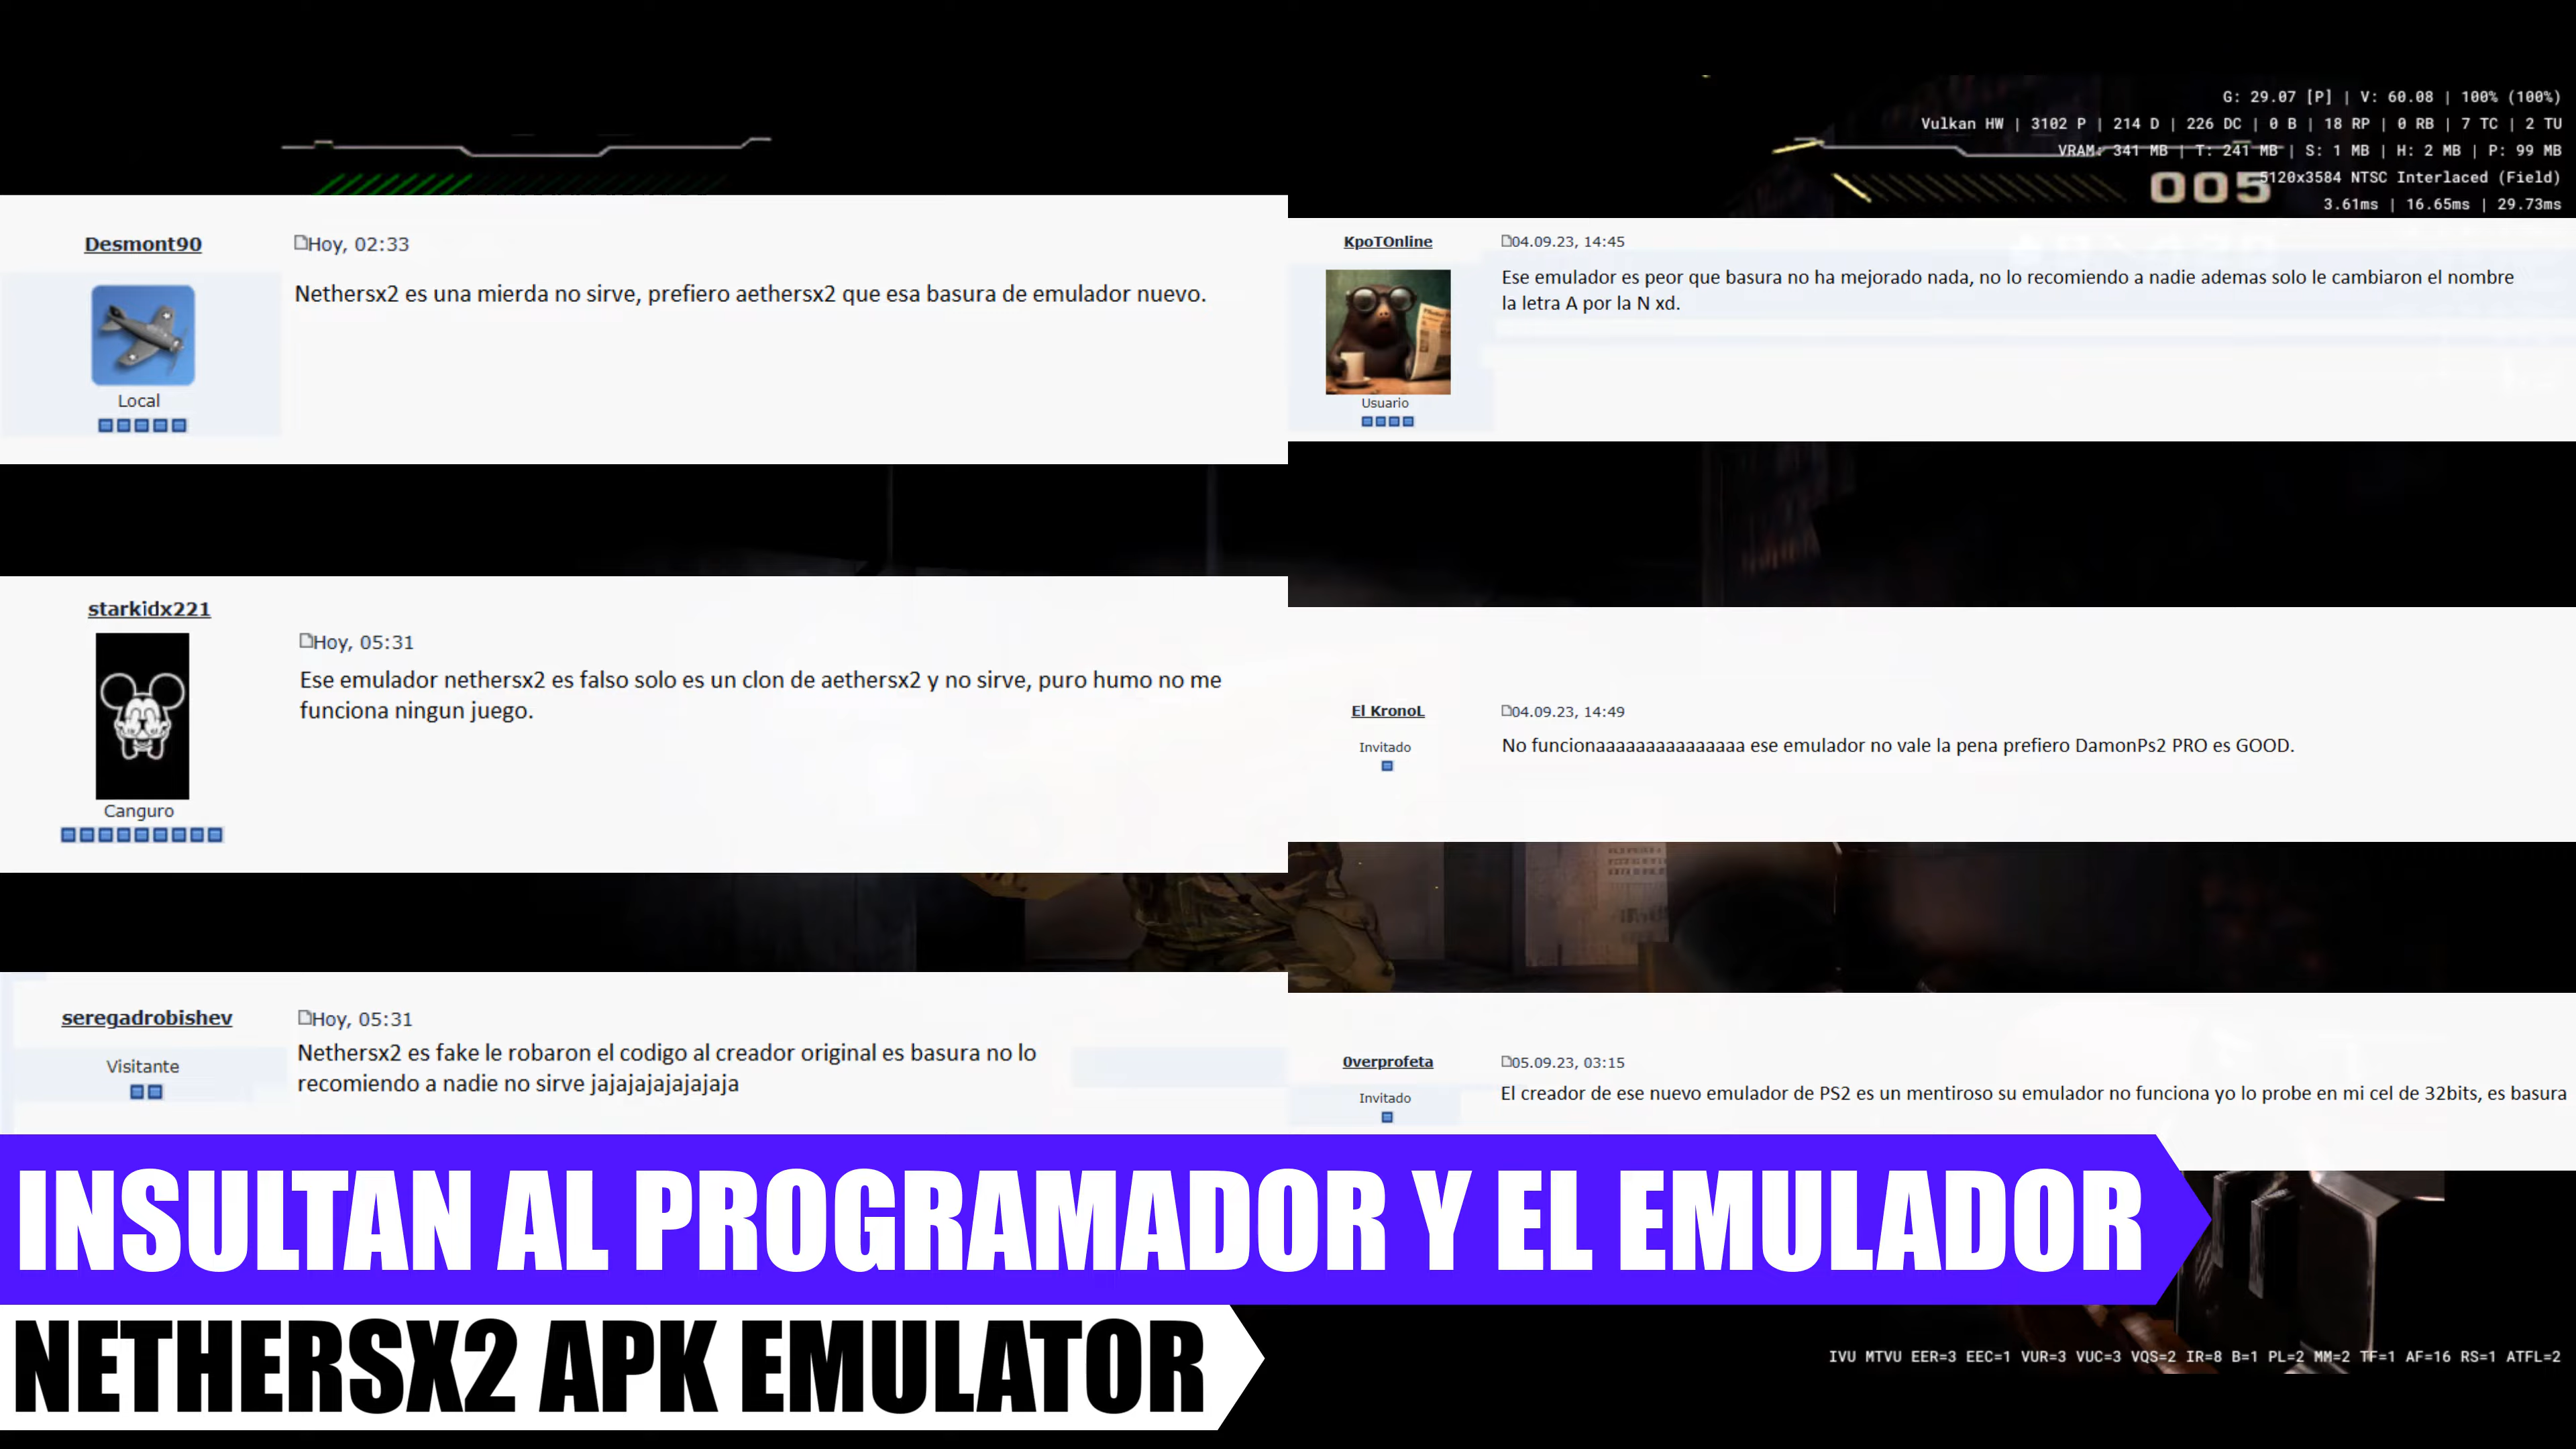 G: 29.07 [P] | V: 60.08 | 100% (100%)
Vulkan HW | 3102 P | 214 D | 226 DC | 0 B | 18 RP | 0 RB | 7 TC | 2 TU
VRAM: 341 MB | T: 241 MB | S: 1 MB | H: 2 MB | P: 99 MB
5120x3584 NTSC Interlaced (Field)
005
3.61ms | 16.65ms | 29.73ms
Desmont90
Hoy, 02:33
Nethersx2 es una mierda no sirve, prefiero aethersx2 que esa basura de emulador nuevo.
Local
KpoTOnline
04.09.23, 14:45
Ese emulador es peor que basura no ha mejorado nada, no lo recomiendo a nadie ademas solo le cambiaron el nombre
la letra A por la N xd.
Usuario
starkidx221
Hoy, 05:31
Ese emulador nethersx2 es falso solo es un clon de aethersx2 y no sirve, puro humo no me
funciona ningun juego.
Canguro
El KronoL
04.09.23, 14:49
Invitado
No funcionaaaaaaaaaaaaaaaa ese emulador no vale la pena prefiero DamonPs2 PRO es GOOD.
seregadrobishev
Hoy, 05:31
Visitante
Nethersx2 es fake le robaron el codigo al creador original es basura no lo
recomiendo a nadie no sirve jajajajajajajaja
0verprofeta
05.09.23, 03:15
Invitado
El creador de ese nuevo emulador de PS2 es un mentiroso su emulador no funciona yo lo probe en mi cel de 32bits, es basura
INSULTAN AL PROGRAMADOR Y EL EMULADOR
NETHERSX2 APK EMULATOR
IVU MTVU EER=3 EEC=1 VUR=3 VUC=3 VQS=2 IR=8 B=1 PL=2 MM=2 TF=1 AF=16 RS=1 ATFL=2